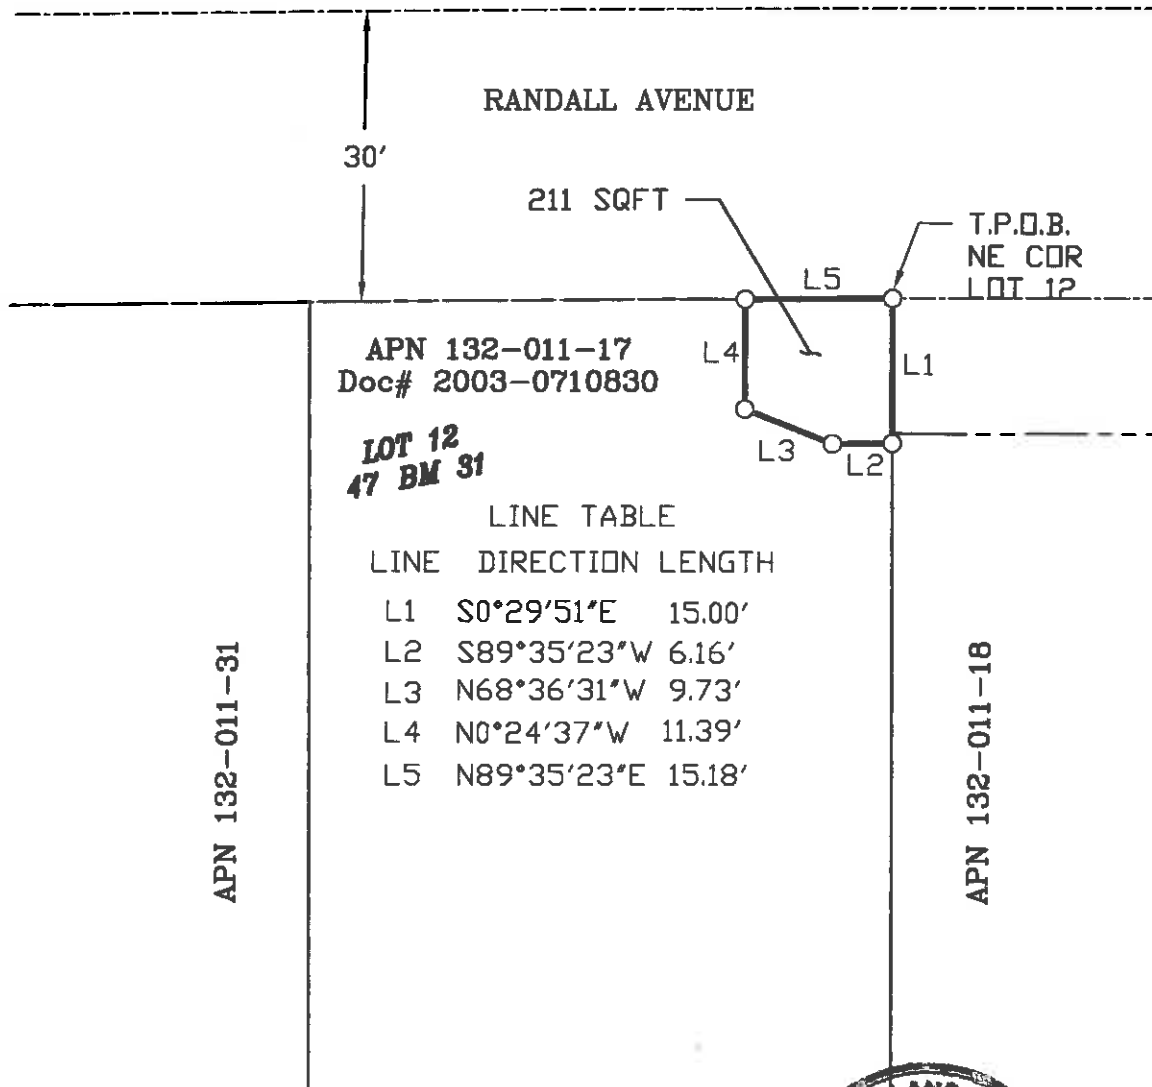 RANDALL AVENUE
30'
211 SQFT
T.P.O.B.
NE COR
LOT 12
L5
L4
L1
L3
L2
APN 132-011-17
Doc# 2003-0710830
LOT 12
47 BM 31
LINE TABLE
LINE DIRECTION LENGTH
L1 S0°29'51"E 15.00'
L2 S89°35'23"W 6.16'
L3 N68°36'31"W 9.73'
L4 N0°24'37"W 11.39'
L5 N89°35'23"E 15.18'
APN 132-011-31
APN 132-011-18